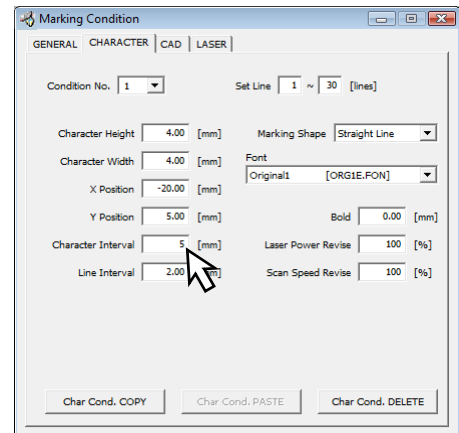 Marking Condition
GENERAL CHARACTER CAD LASER
Condition No. 1 Set Line 1 ~ 30 [lines]
Character Height 4.00 [mm] Marking Shape Straight Line
Character Width 4.00 [mm] Font
Original1 [ORG1E.FON]
X Position -20.00 [mm]
Y Position 5.00 [mm] Bold 0.00 [mm]
Character Interval 5 [mm] Laser Power Revise 100 [%]
Line Interval 2.00 [mm] Scan Speed Revise 100 [%]
Char Cond. COPY Char Cond. PASTE Char Cond. DELETE